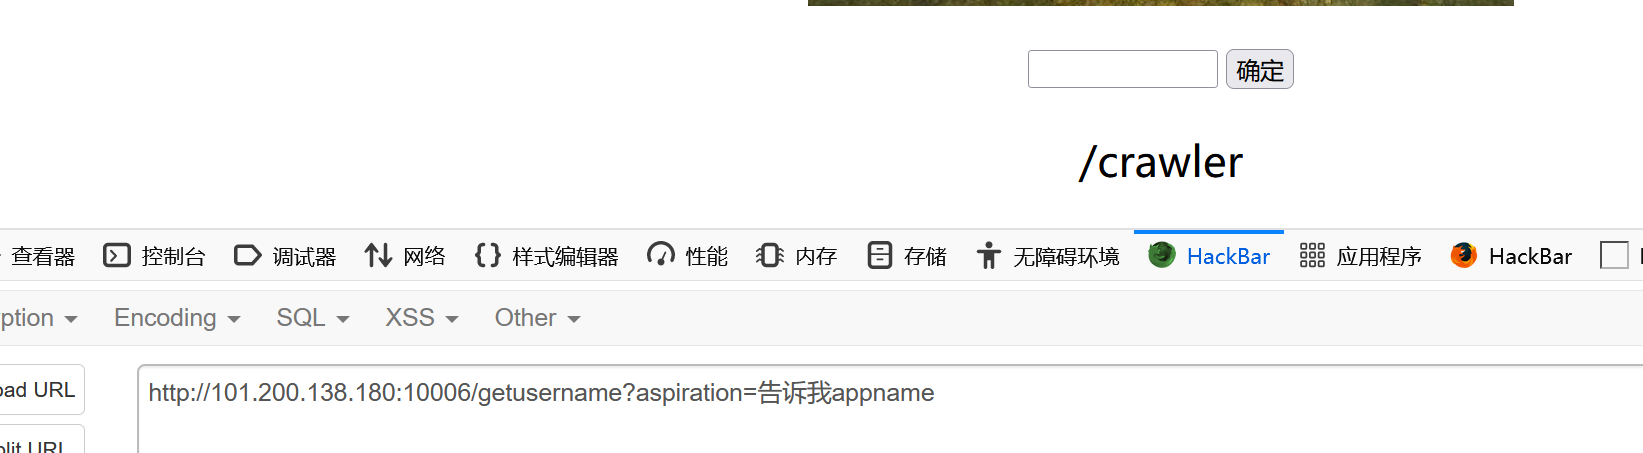 确定
/crawler
查看器 控制台 调试器 网络 样式编辑器 性能 内存 存储 无障碍环境 HackBar 应用程序 HackBar
Encoding SQL XSS Other
URL
http://101.200.138.180:10006/getusername?aspiration=告诉我appname
URL